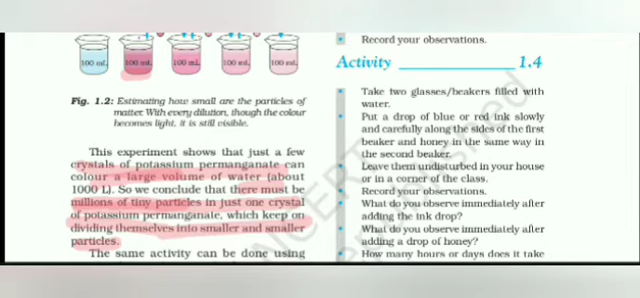 100 mL
100 mL
100 mL
100 mL
100 mL
Fig. 1.2: Estimating how small are the particles of
matter. With every dilution, though the colour
becomes light, it is still visible.
This experiment shows that just a few
crystals of potassium permanganate can
colour a large volume of water (about
1000 L). So we conclude that there must be
millions of tiny particles in just one crystal
of potassium permanganate, which keep on
dividing themselves into smaller and smaller
particles.
The same activity can be done using
Record your observations.
Activity ____________ 1.4
Take two glasses/beakers filled with
water.
Put a drop of blue or red ink slowly
and carefully along the sides of the first
beaker and honey in the same way in
the second beaker.
Leave them undisturbed in your house
or in a corner of the class.
Record your observations.
What do you observe immediately after
adding the ink drop?
What do you observe immediately after
adding a drop of honey?
How many hours or days does it take